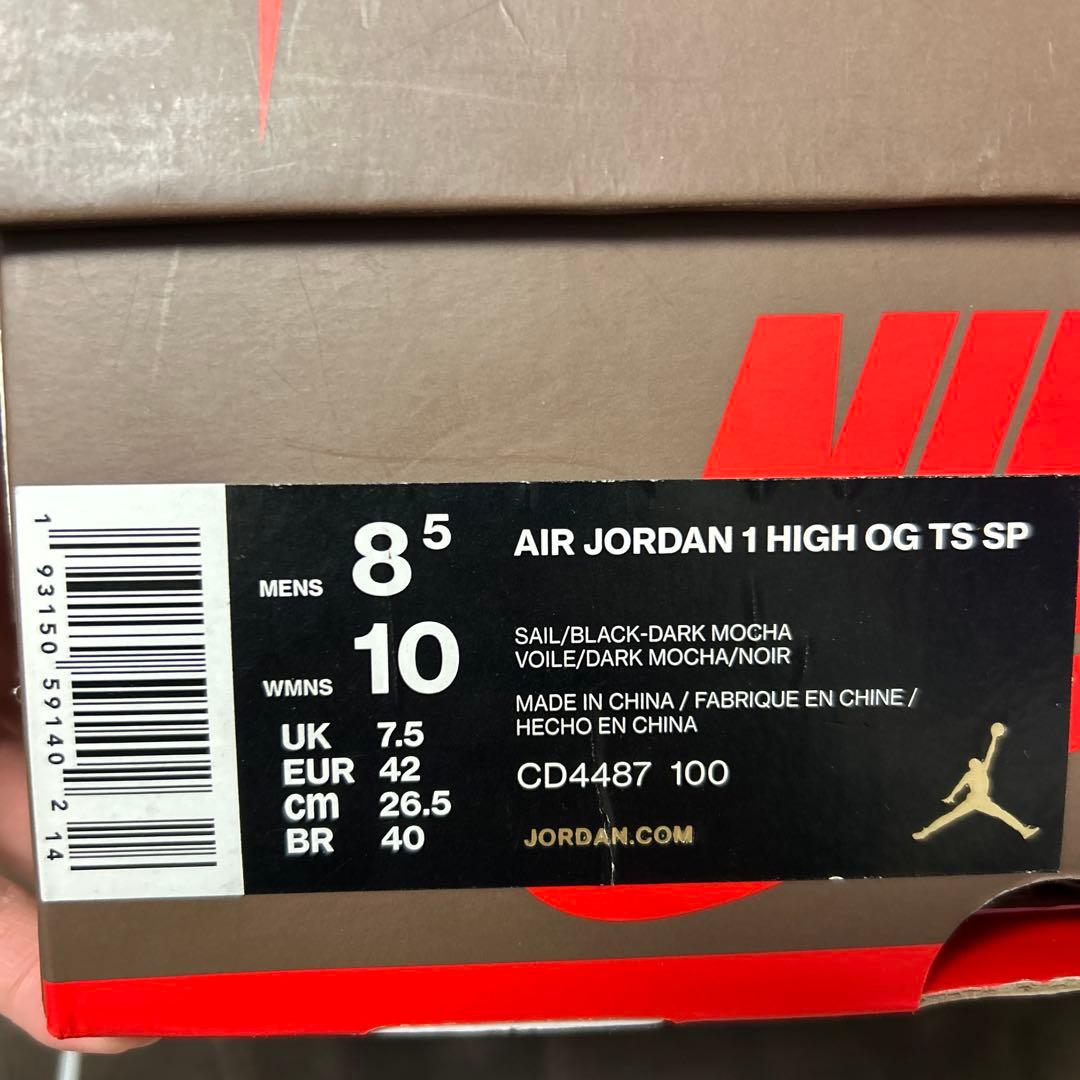 1 93150 59140 2 14
MENS 8 5
WMNS 10
UK 7.5
EUR 42
cm 26.5
BR 40
AIR JORDAN 1 HIGH OG TS SP
SAIL/BLACK-DARK MOCHA
VOILE/DARK MOCHA/NOIR
MADE IN CHINA / FABRIQUE EN CHINE /
HECHO EN CHINA
CD4487 100
JORDAN.COM